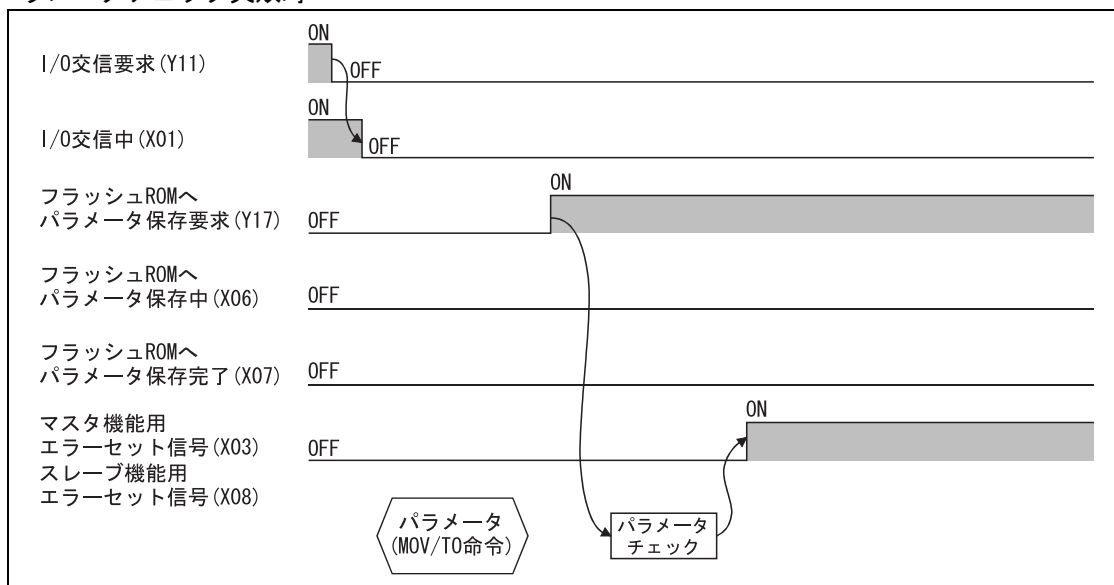 ON
I/O交信要求(Y11)
OFF
ON
I/O交信中(X01)
OFF
フラッシュROMへ
パラメータ保存要求(Y17)
OFF
ON
フラッシュROMへ
パラメータ保存中(X06)
OFF
フラッシュROMへ
パラメータ保存完了(X07)
OFF
マスタ機能用
エラーセット信号(X03)
OFF
ON
スレーブ機能用
エラーセット信号(X08)
パラメータ
(MOV/TO命令)
パラメータ
チェック